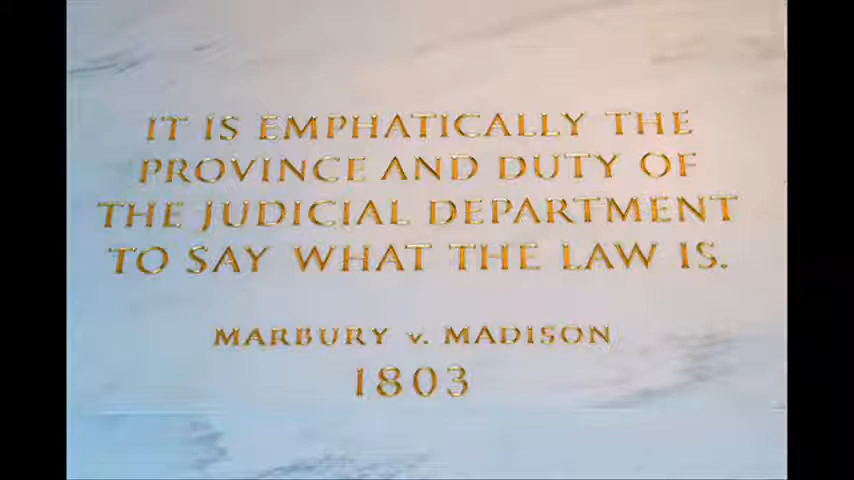 IT IS EMPHATICALLY THE
PROVINCE AND DUTY OF
THE JUDICIAL DEPARTMENT
TO SAY WHAT THE LAW IS.
MARBURY v. MADISON
1803